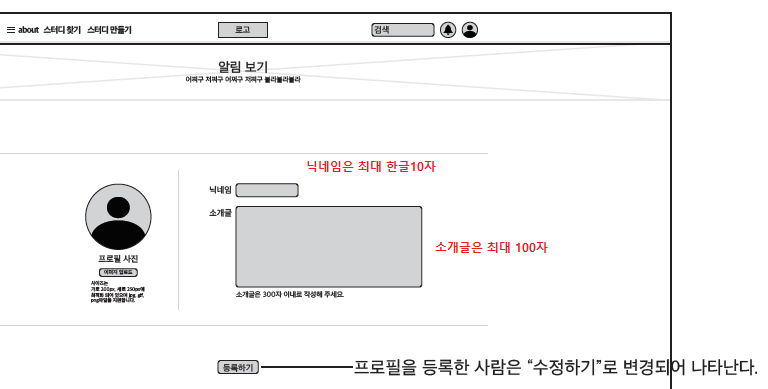 about 스터디 찾기 스터디 만들기
로고
검색
알림 보기
어쩌구 저쩌구 어쩌구 저쩌구 블라블라블라
닉네임은 최대 한글10자
닉네임
소개글
소개글은 최대 100자
프로필 사진
이미지 업로드
사이즈는
가로 200px, 세로 250px에
최적화 되어 있으며 jpg, gif,
png파일을 지원합니다.
소개글은 300자 이내로 작성해 주세요.
등록하기
프로필을 등록한 사람은 “수정하기”로 변경되어 나타난다.